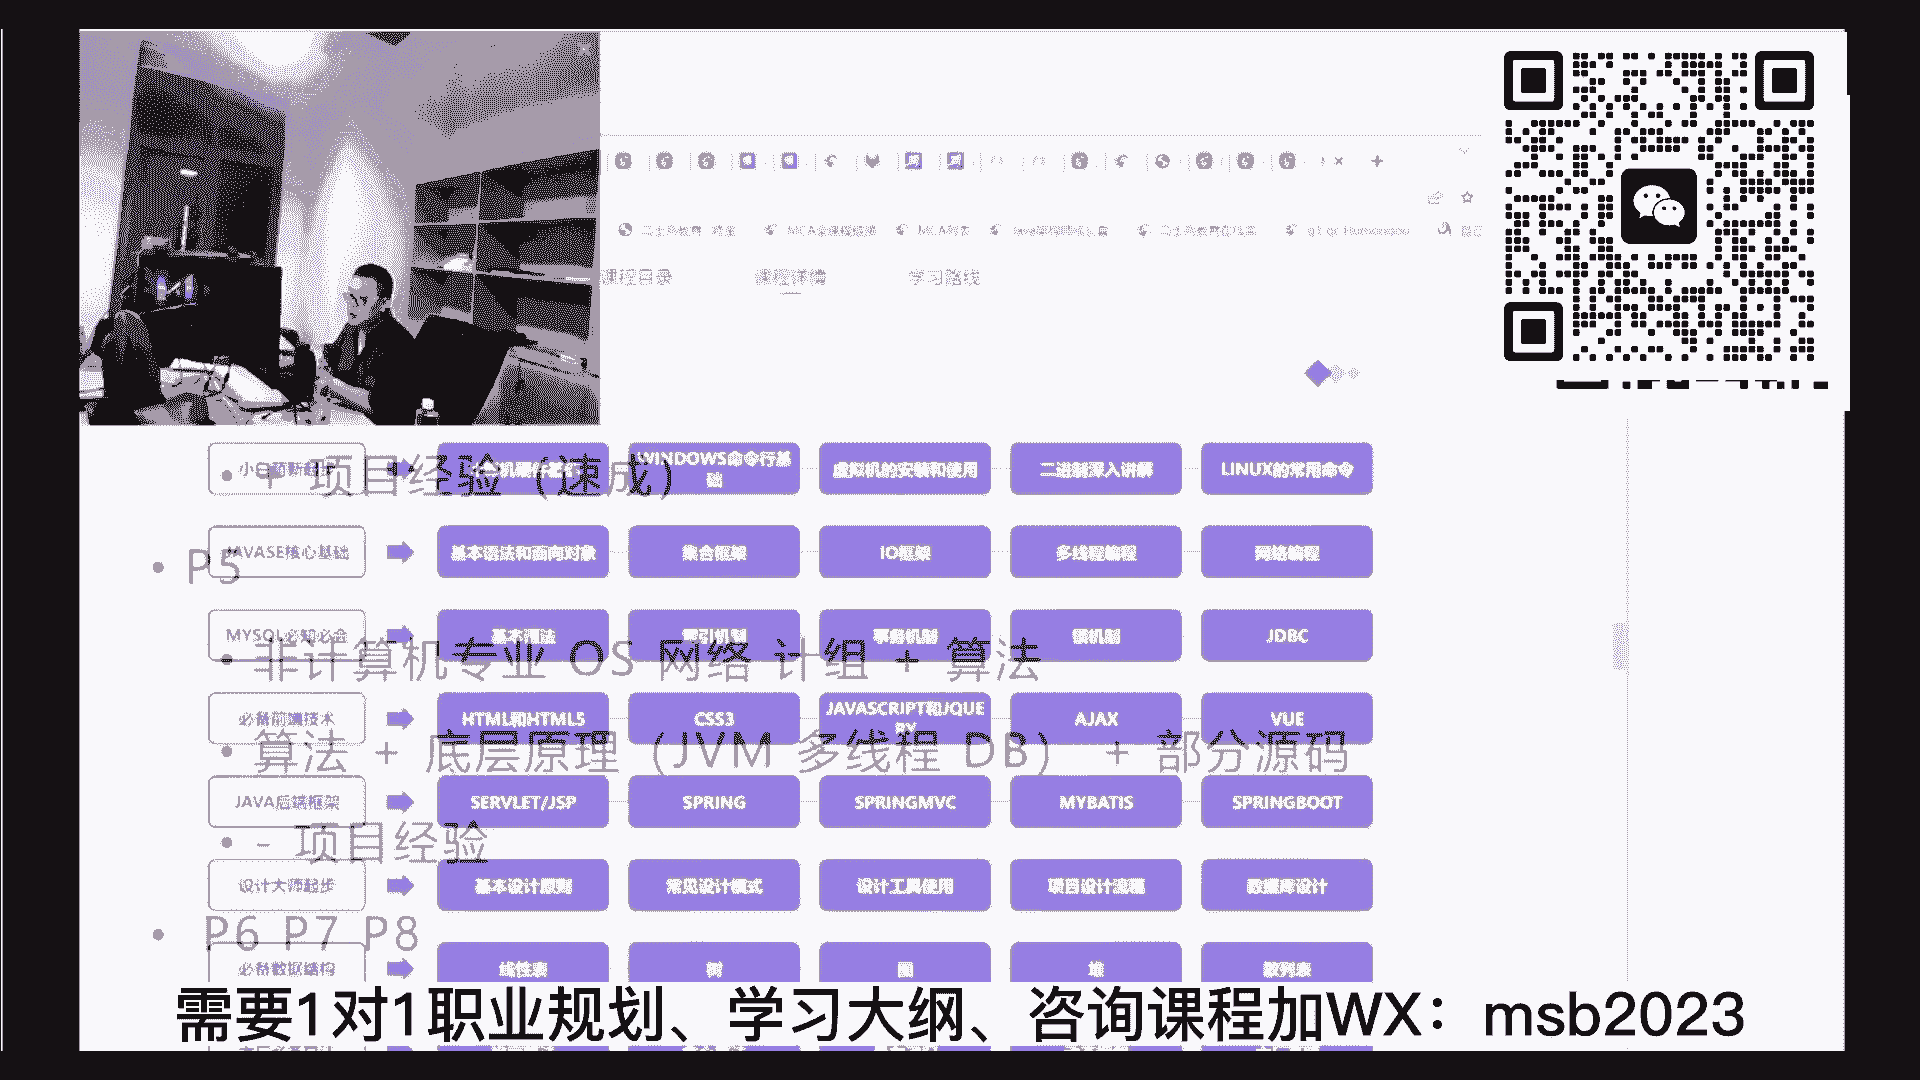 课程目录 课程详情 学习路线
WINDOWS命令行基础 虚拟机的安装和使用 二进制深入讲解 LINUX的常用命令
+ 项目经验（速成）
JAVASE核心基础 基本语法和面向对象 集合框架 IO框架 多线程编程 网络编程
P5
MYSQL必知必会 基本语法 索引机制 事务机制 锁机制 JDBC
非计算机专业 OS 网络 计组 + 算法
必备前端技术 HTML和HTML5 CSS3 JAVASCRIPT和JQUERY AJAX VUE
算法 + 底层原理（JVM 多线程 DB） + 部分源码
JAVA后端框架 SERVLET/JSP SPRING SPRINGMVC MYBATIS SPRINGBOOT
- 项目经验
设计大师起步 基本设计原则 常见设计模式 设计工具使用 项目设计流程 数据库设计
P6 P7 P8
必备数据结构 线性表 树 图 堆 散列表
需要1对1职业规划、学习大纲、咨询课程加WX：msb2023